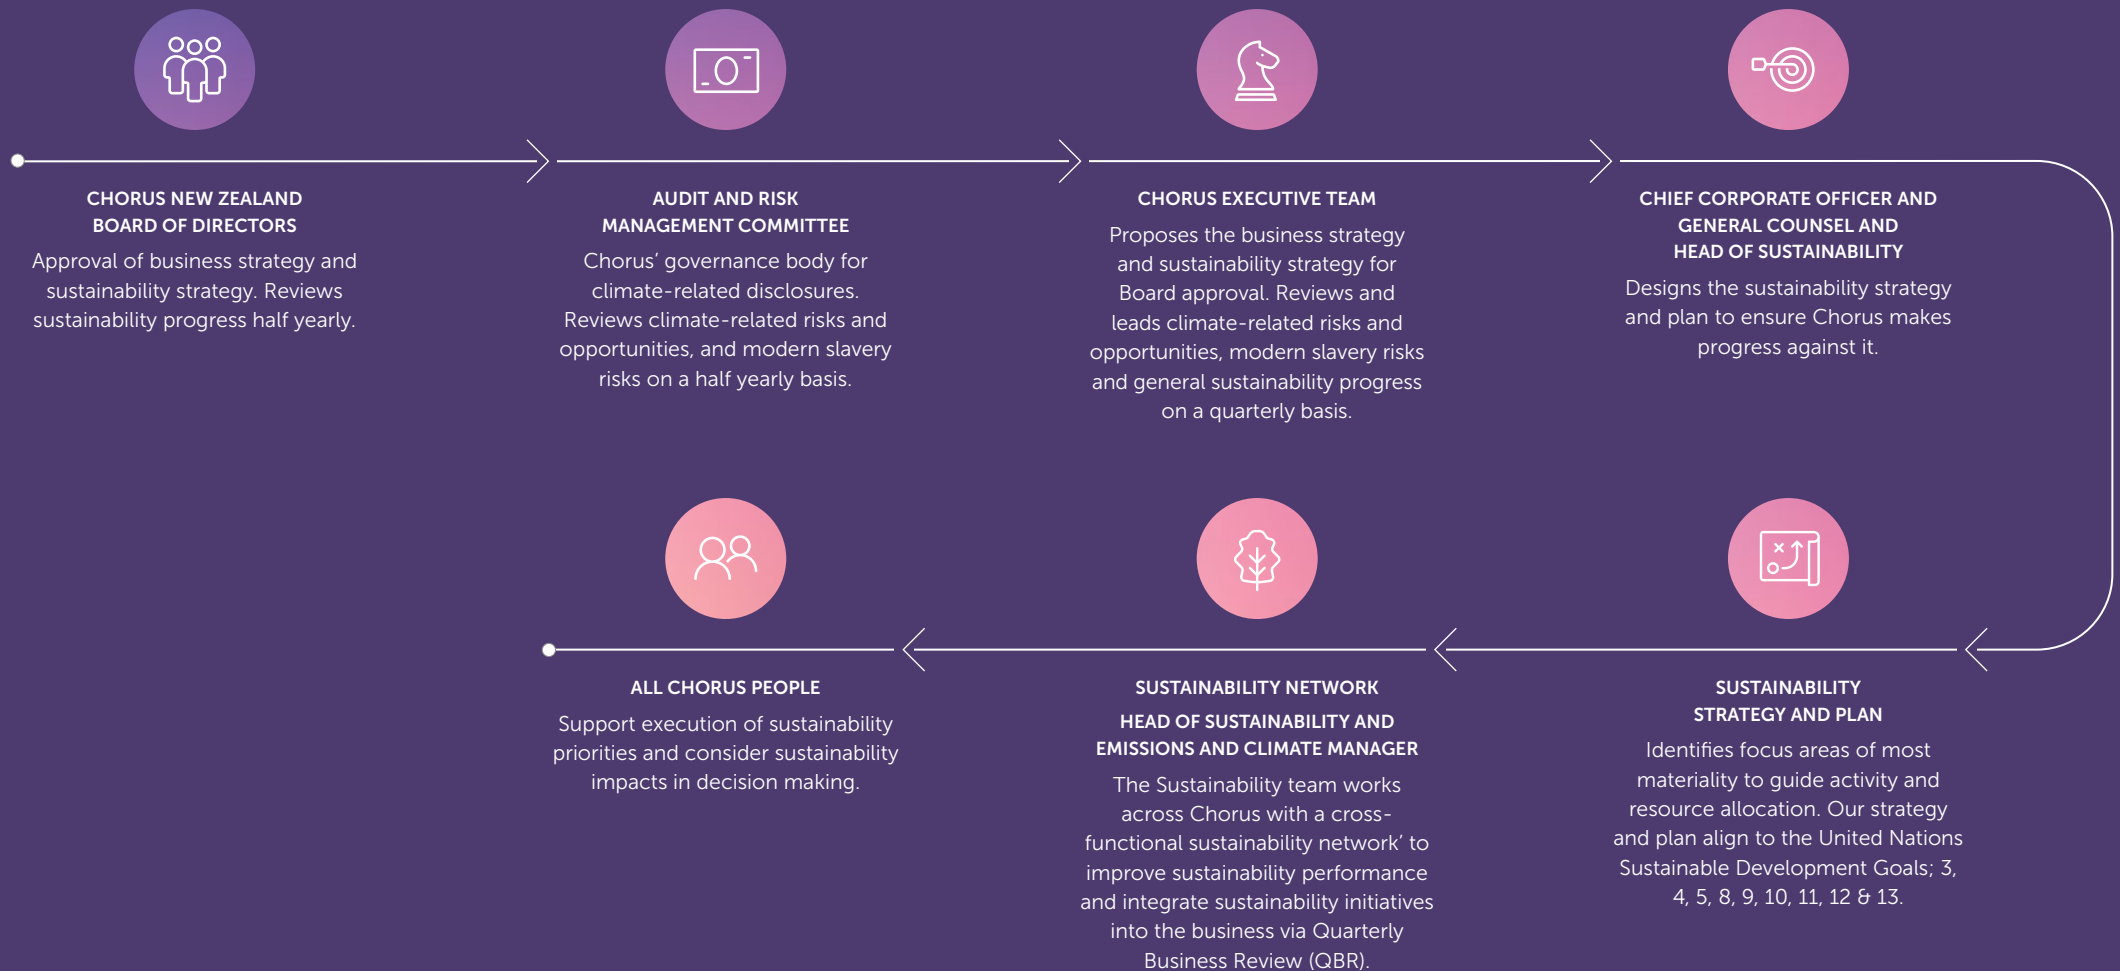 CHORUS NEW ZEALAND
BOARD OF DIRECTORS
Approval of business strategy and
sustainability strategy. Reviews
sustainability progress half yearly.
AUDIT AND RISK
MANAGEMENT COMMITTEE
Chorus’ governance body for
climate-related disclosures.
Reviews climate-related risks and
opportunities, and modern slavery
risks on a half yearly basis.
CHORUS EXECUTIVE TEAM
Proposes the business strategy
and sustainability strategy for
Board approval. Reviews and
leads climate-related risks and
opportunities, modern slavery risks
and general sustainability progress
on a quarterly basis.
CHIEF CORPORATE OFFICER AND
GENERAL COUNSEL AND
HEAD OF SUSTAINABILITY
Designs the sustainability strategy
and plan to ensure Chorus makes
progress against it.
SUSTAINABILITY
STRATEGY AND PLAN
Identifies focus areas of most
materiality to guide activity and
resource allocation. Our strategy
and plan align to the United Nations
Sustainable Development Goals; 3,
4, 5, 8, 9, 10, 11, 12 & 13.
SUSTAINABILITY NETWORK
HEAD OF SUSTAINABILITY AND
EMISSIONS AND CLIMATE MANAGER
The Sustainability team works
across Chorus with a cross-
functional sustainability network’ to
improve sustainability performance
and integrate sustainability initiatives
into the business via Quarterly
Business Review (QBR).
ALL CHORUS PEOPLE
Support execution of sustainability
priorities and consider sustainability
impacts in decision making.